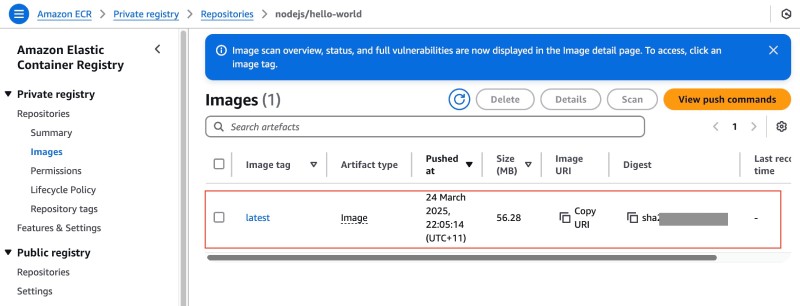 Amazon ECR > Private registry > Repositories > nodejs/hello-world
Amazon Elastic
Container Registry
Private registry
Repositories
Summary
Images
Permissions
Lifecycle Policy
Repository tags
Features & Settings
Public registry
Repositories
Settings
Image scan overview, status, and full vulnerabilities are now displayed in the Image detail page. To access, click an
image tag.
Images (1)
Delete
Details
Scan
View push commands
Search artefacts
1
Image tag
Artifact type
Pushed
at
Size
(MB)
Image
URI
Digest
Last reco
time
latest
Image
24 March
2025,
22:05:14
(UTC+11)
56.28
Copy
URI
-